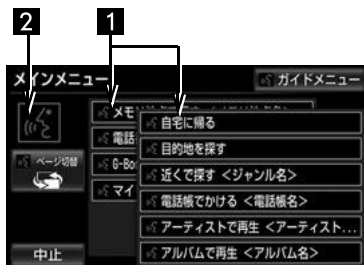 2 1
メインメニュー ガイドメニュー
メモ
自宅に帰る
電話
目的地を探す
ページ切替
G-Bo
近くで探す <ジャンル名>
マイ
電話帳でかける <電話帳名>
アーティストで再生 <アーティスト...
中止
アルバムで再生 <アルバム名>